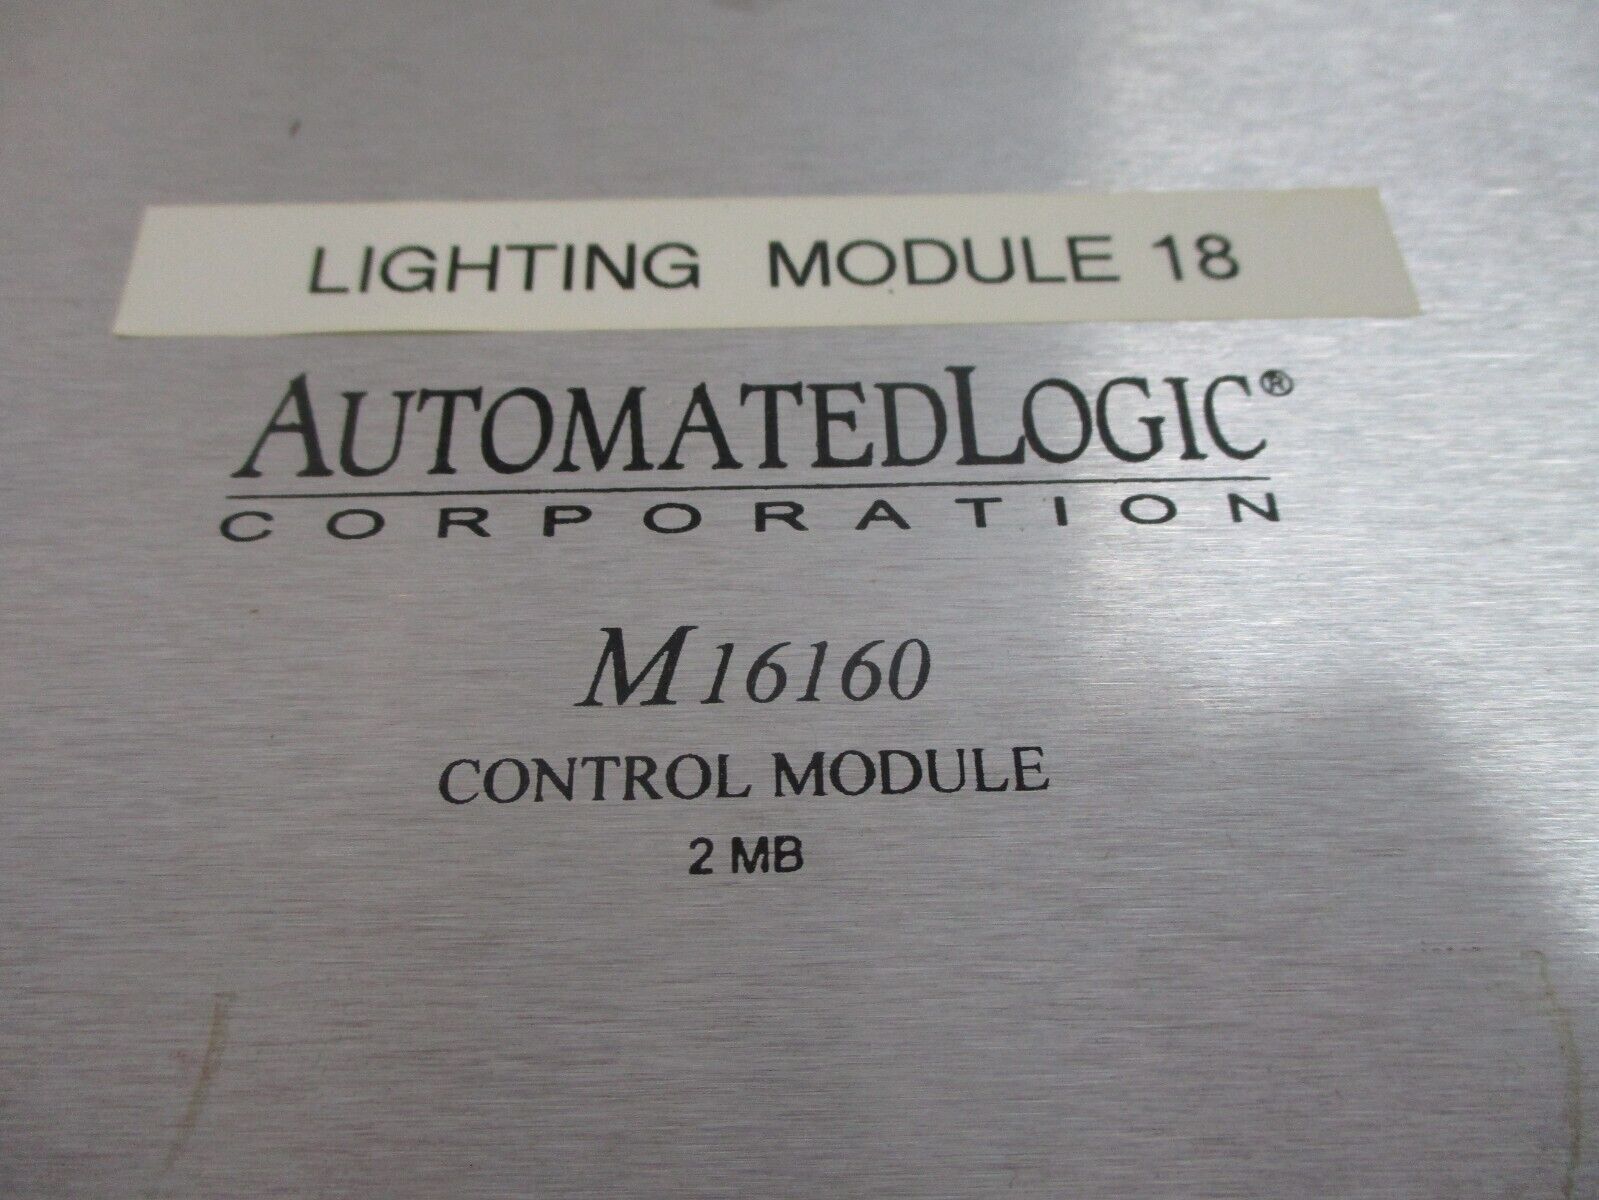 LIGHTING MODULE 18
AUTOMATEDLOGIC®
CORPORATION
M16160
CONTROL MODULE
2 MB